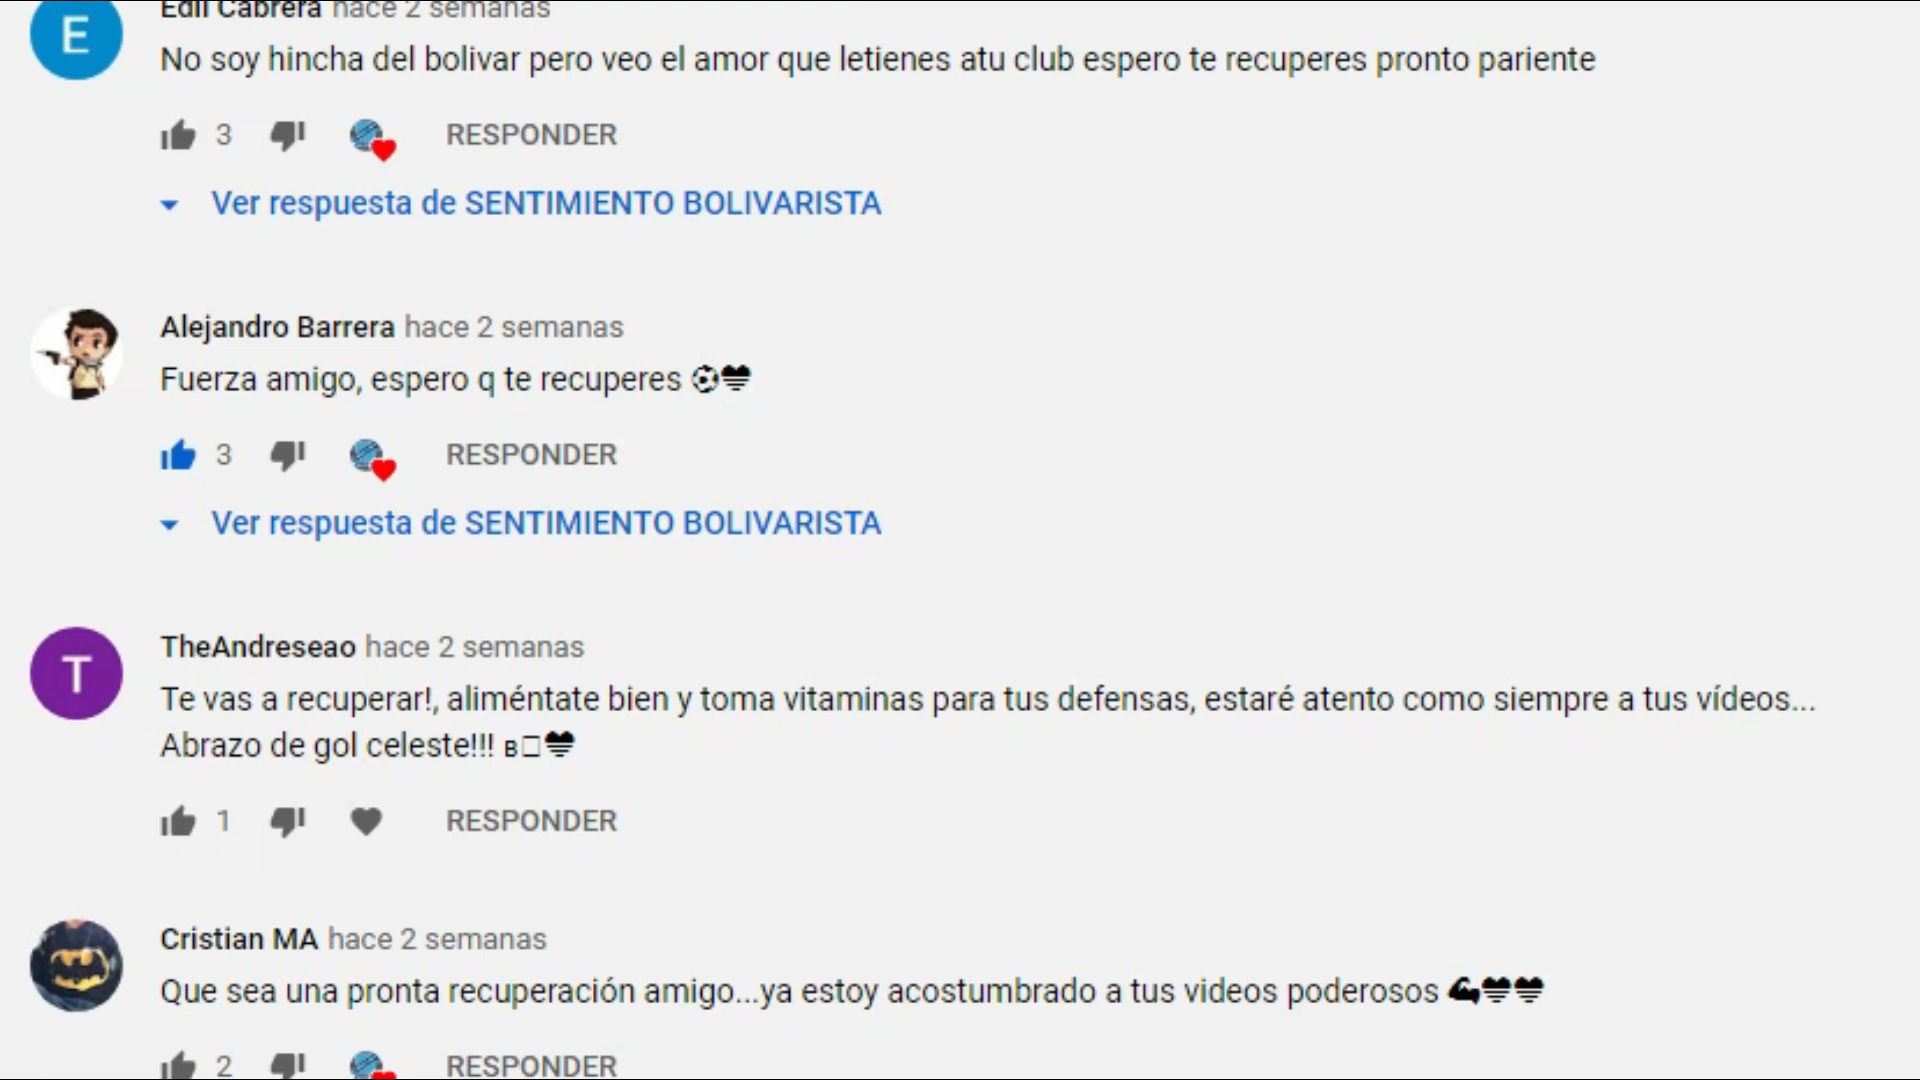 E
Edil Cabrera hace 2 semanas
No soy hincha del bolivar pero veo el amor que letienes atu club espero te recuperes pronto pariente
3 RESPONDER
Ver respuesta de SENTIMIENTO BOLIVARISTA
Alejandro Barrera hace 2 semanas
Fuerza amigo, espero q te recuperes ⚽💙
3 RESPONDER
Ver respuesta de SENTIMIENTO BOLIVARISTA
T
TheAndreseao hace 2 semanas
Te vas a recuperar!, aliméntate bien y toma vitaminas para tus defensas, estaré atento como siempre a tus vídeos...
Abrazo de gol celeste!!! ʙ□💙
1 RESPONDER
Cristian MA hace 2 semanas
Que sea una pronta recuperación amigo...ya estoy acostumbrado a tus videos poderosos 💪💙💙
2 RESPONDER